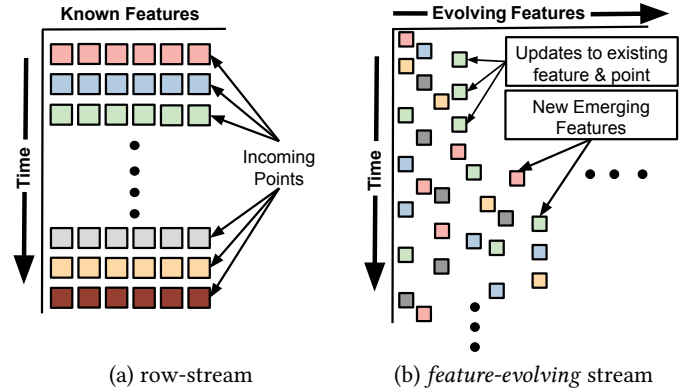 Known Features
Time
Incoming
Points
(a) row-stream
Evolving Features
Time
Updates to existing
feature & point
New Emerging
Features
(b) feature-evolving stream